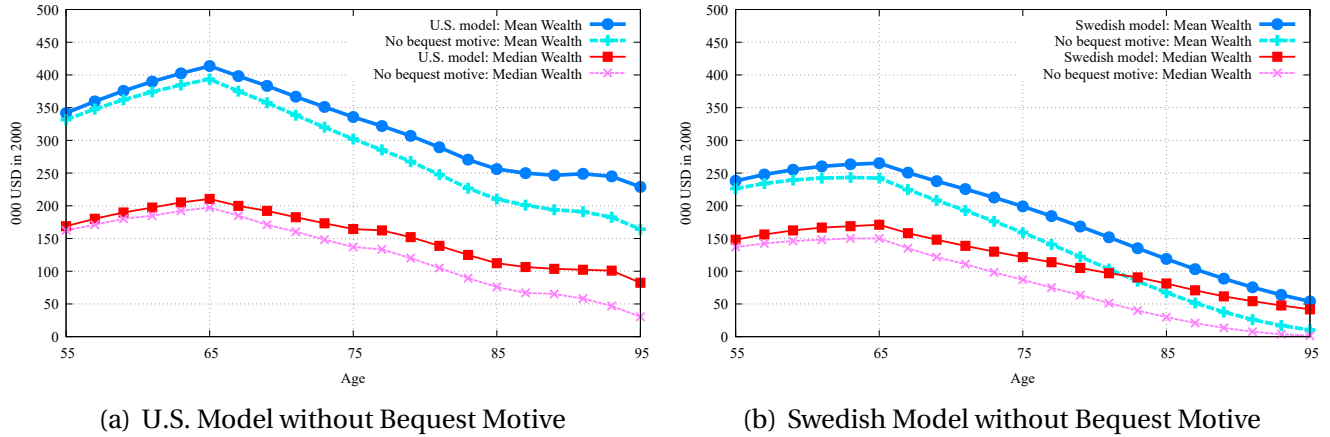 500
450
400
350
300
250
200
150
100
50
0
000 USD in 2000
U.S. model: Mean Wealth
No bequest motive: Mean Wealth
U.S. model: Median Wealth
No bequest motive: Median Wealth
55 65 75 85 95
Age
(a) U.S. Model without Bequest Motive
500
450
400
350
300
250
200
150
100
50
0
000 USD in 2000
Swedish model: Mean Wealth
No bequest motive: Mean Wealth
Swedish model: Median Wealth
No bequest motive: Median Wealth
55 65 75 85 95
Age
(b) Swedish Model without Bequest Motive